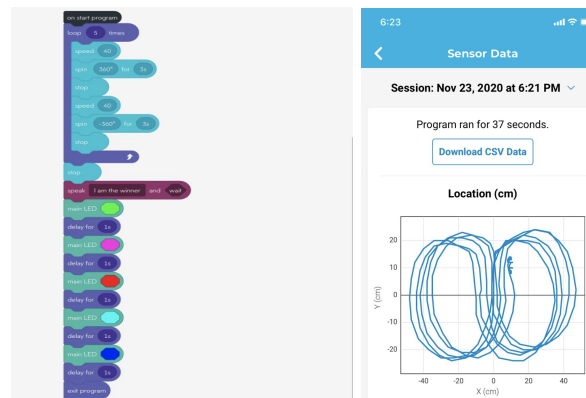 on start program
loop 5 times
speed 40
spin 360° for 3s
stop
speed 40
spin -360° for 3s
stop
stop
speak I am the winner and wait
main LED
delay for 1s
main LED
delay for 1s
main LED
delay for 1s
main LED
delay for 1s
main LED
delay for 1s
exit program
6:23
Sensor Data
Session: Nov 23, 2020 at 6:21 PM
Program ran for 37 seconds.
Download CSV Data
Location (cm)
20
10
0
-10
-20
Y (cm)
-40 -20 0 20 40
X (cm)